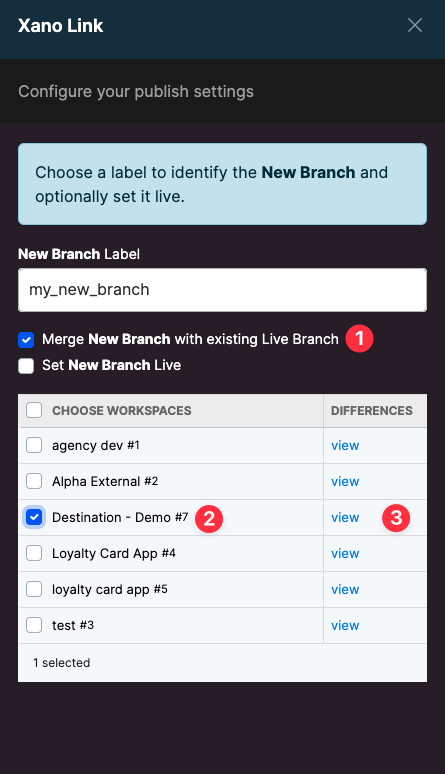 Xano Link
Configure your publish settings
Choose a label to identify the New Branch and
optionally set it live.
New Branch Label
my_new_branch
Merge New Branch with existing Live Branch 1
Set New Branch Live
CHOOSE WORKSPACES DIFFERENCES
agency dev #1 view
Alpha External #2 view
Destination - Demo #7 2 view 3
Loyalty Card App #4 view
loyalty card app #5 view
test #3 view
1 selected